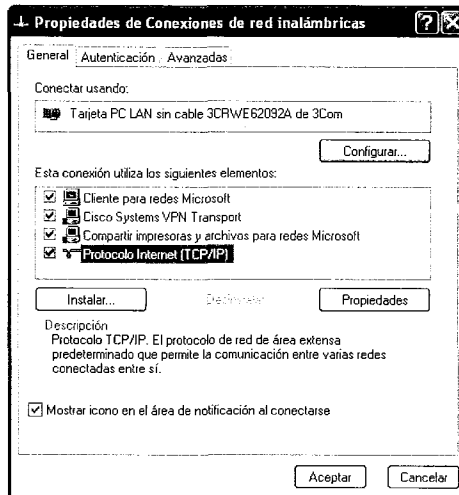 Propiedades de Conexiones de red inalámbricas
General Autenticación Avanzadas
Conectar usando:
Tarjeta PC LAN sin cable 3CRWE62092A de 3Com
Configurar...
Esta conexión utiliza los siguientes elementos:
Cliente para redes Microsoft
Cisco Systems VPN Transport
Compartir impresoras y archivos para redes Microsoft
Protocolo Internet (TCP/IP)
Instalar... Desinstalar Propiedades
Descripción
Protocolo TCP/IP. El protocolo de red de área extensa
predeterminado que permite la comunicación entre varias redes
conectadas entre sí.
Mostrar icono en el área de notificación al conectarse
Aceptar Cancelar